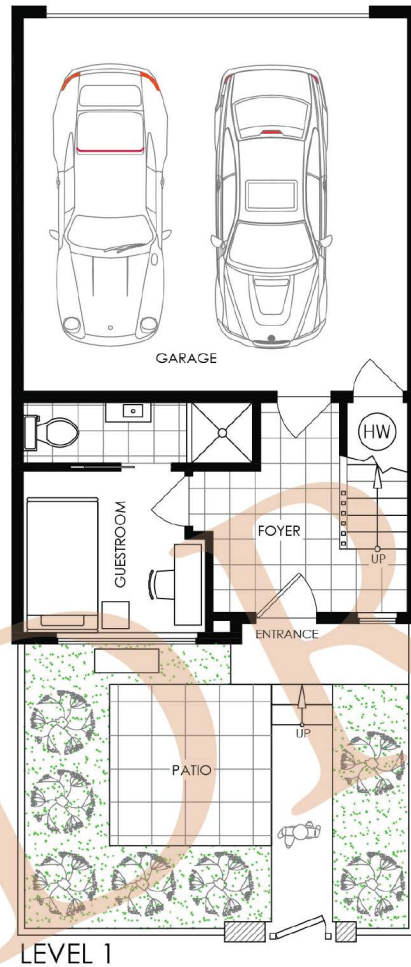 GARAGE
HW
GUESTROOM
FOYER
UP
ENTRANCE
UP
PATIO
LEVEL 1